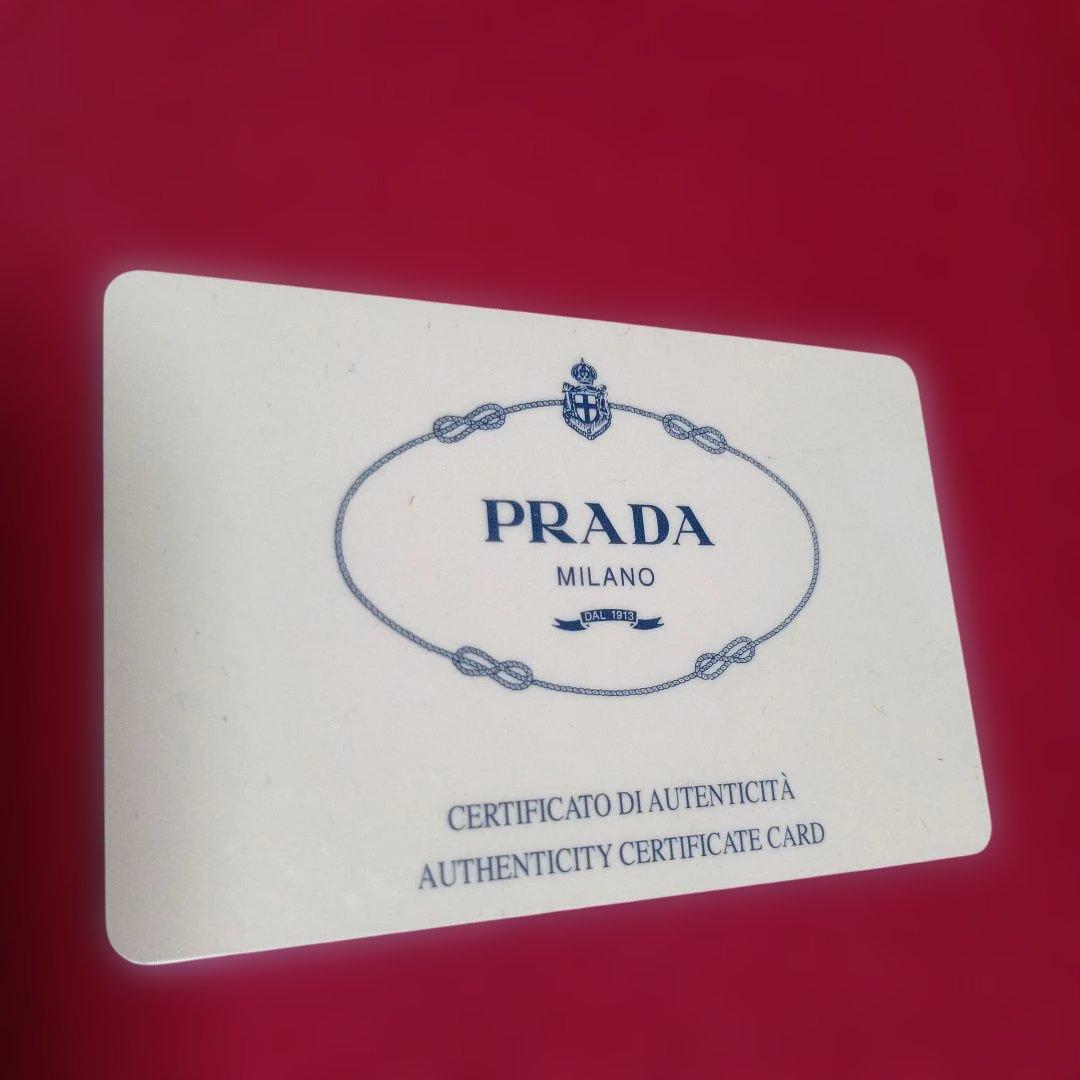 PRADA
MILANO
DAL 1913
CERTIFICATO DI AUTENTICITÀ
AUTHENTICITY CERTIFICATE CARD